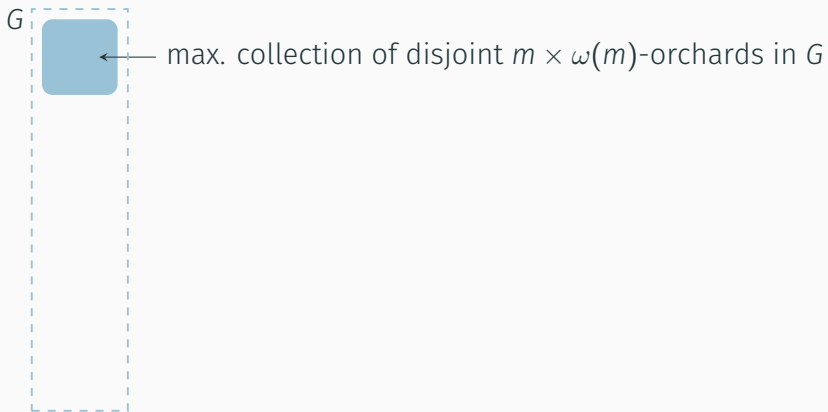 G
max. collection of disjoint m × ω(m)-orchards in G